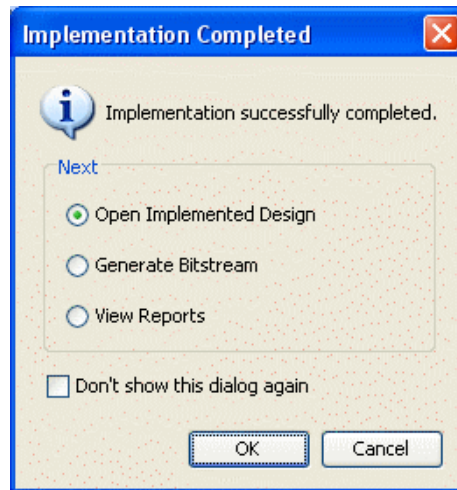 Implementation Completed
Implementation successfully completed.
Next
Open Implemented Design
Generate Bitstream
View Reports
Don't show this dialog again
OK
Cancel